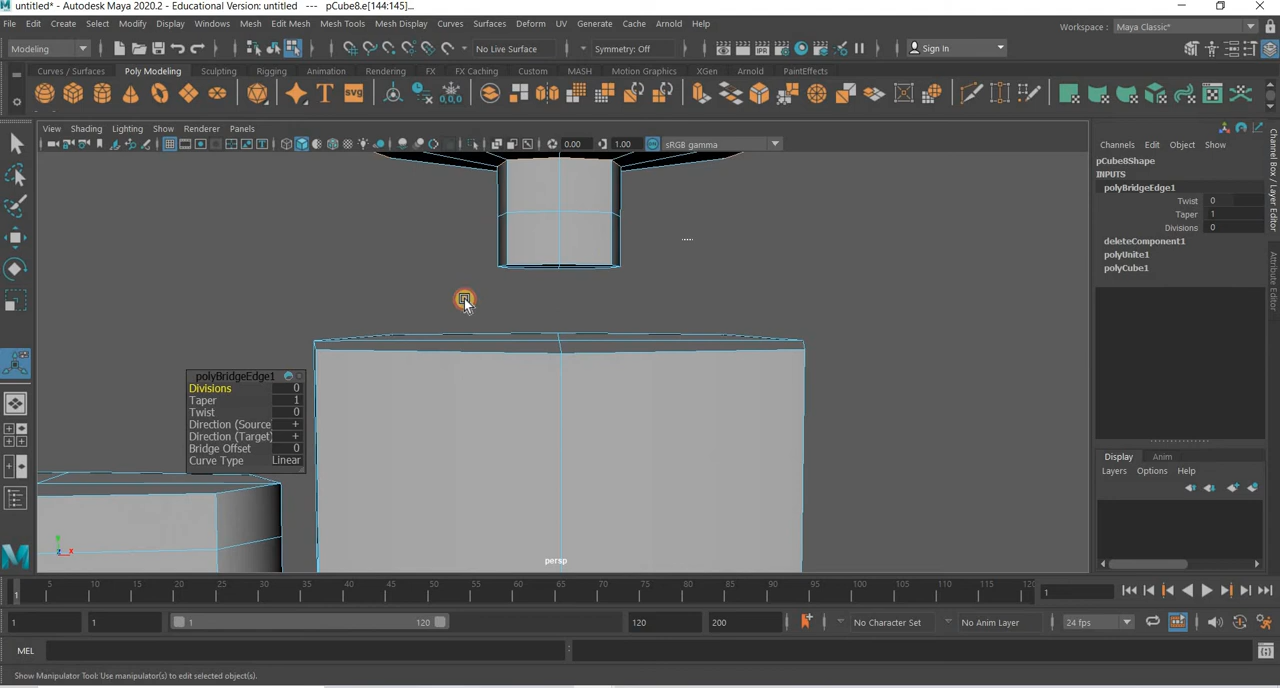 untitled* - Autodesk Maya 2020.2 - Educational Version: untitled --- pCube8.e[144:145]...
File Edit Create Select Modify Display Windows Mesh Edit Mesh Mesh Tools Mesh Display Curves Surfaces Deform UV Generate Cache Arnold Help
Workspace : Maya Classic*
Modeling No Live Surface Symmetry: Off Sign In
Curves / Surfaces Poly Modeling Sculpting Rigging Animation Rendering FX FX Caching Custom MASH Motion Graphics XGen Arnold PaintEffects
View Shading Lighting Show Renderer Panels
0.00 1.00 sRGB gamma
Channels Edit Object Show
pCube8Shape
INPUTS
polyBridgeEdge1
Twist 0
Taper 1
Divisions 0
deleteComponent1
polyUnite1
polyCube1
Channel Box / Layer Editor
Attribute Editor
polyBridgeEdge1
Divisions 0
Taper 1
Twist 0
Direction (Source +
Direction (Target) +
Bridge Offset 0
Curve Type Linear
persp
Display Anim
Layers Options Help
5 10 15 20 25 30 35 40 45 50 55 60 65 70 75 80 85 90 95 100 105 110 115 120
1 1
1 1 1 120 120 200 No Character Set No Anim Layer 24 fps
MEL
Show Manipulator Tool: Use manipulator(s) to edit selected object(s).